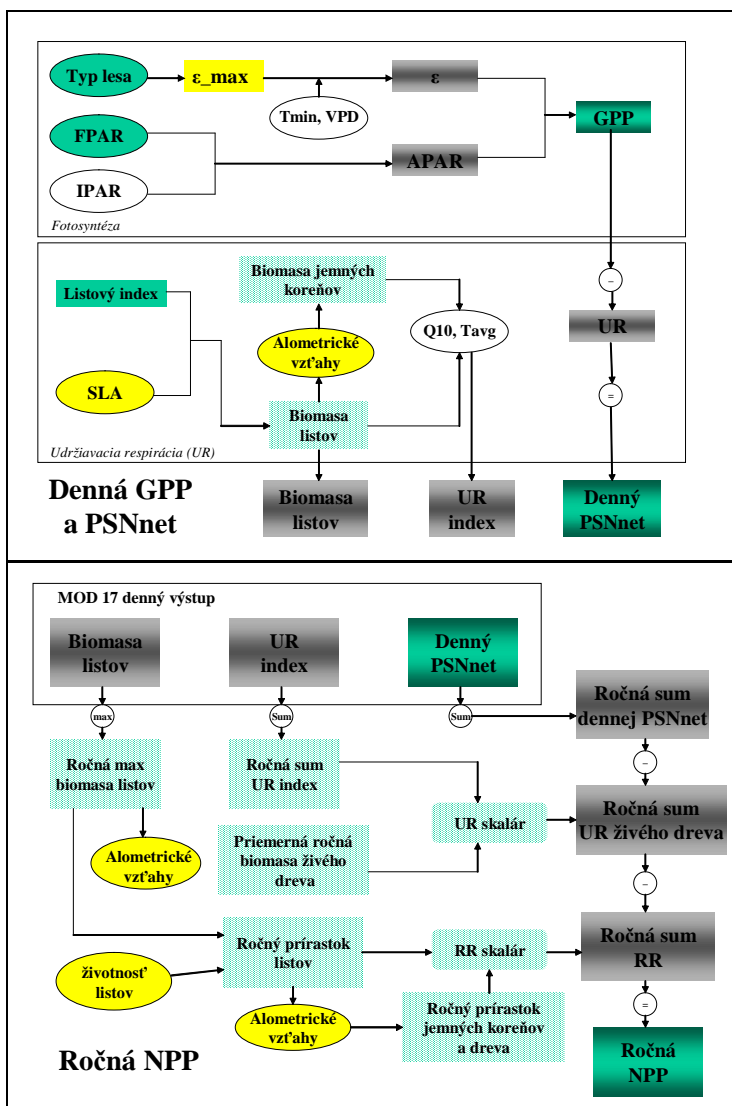 Typ lesa
ε_max
ε
Tmin, VPD
GPP
FPAR
APAR
IPAR
Fotosyntéza
Biomasa jemných
koreňov
Listový index
–
Q10, Tavg
UR
Alometrické
vzťahy
SLA
=
Biomasa
listov
Udržiavacia respirácia (UR)
Denná GPP
a PSNnet
Biomasa
listov
UR
index
Denný
PSNnet
MOD 17 denný výstup
Biomasa
listov
UR
index
Denný
PSNnet
Ročná sum
dennej PSNnet
max
Sum
Sum
Ročná max
biomasa listov
Ročná sum
UR index
–
UR skalár
Ročná sum
UR živého dreva
Alometrické
vzťahy
Priemerná ročná
biomasa živého
dreva
–
Ročný prírastok
listov
RR skalár
Ročná sum
RR
životnosť
listov
Alometrické
vzťahy
Ročný prírastok
jemných koreňov
a dreva
=
Ročná NPP
Ročná
NPP